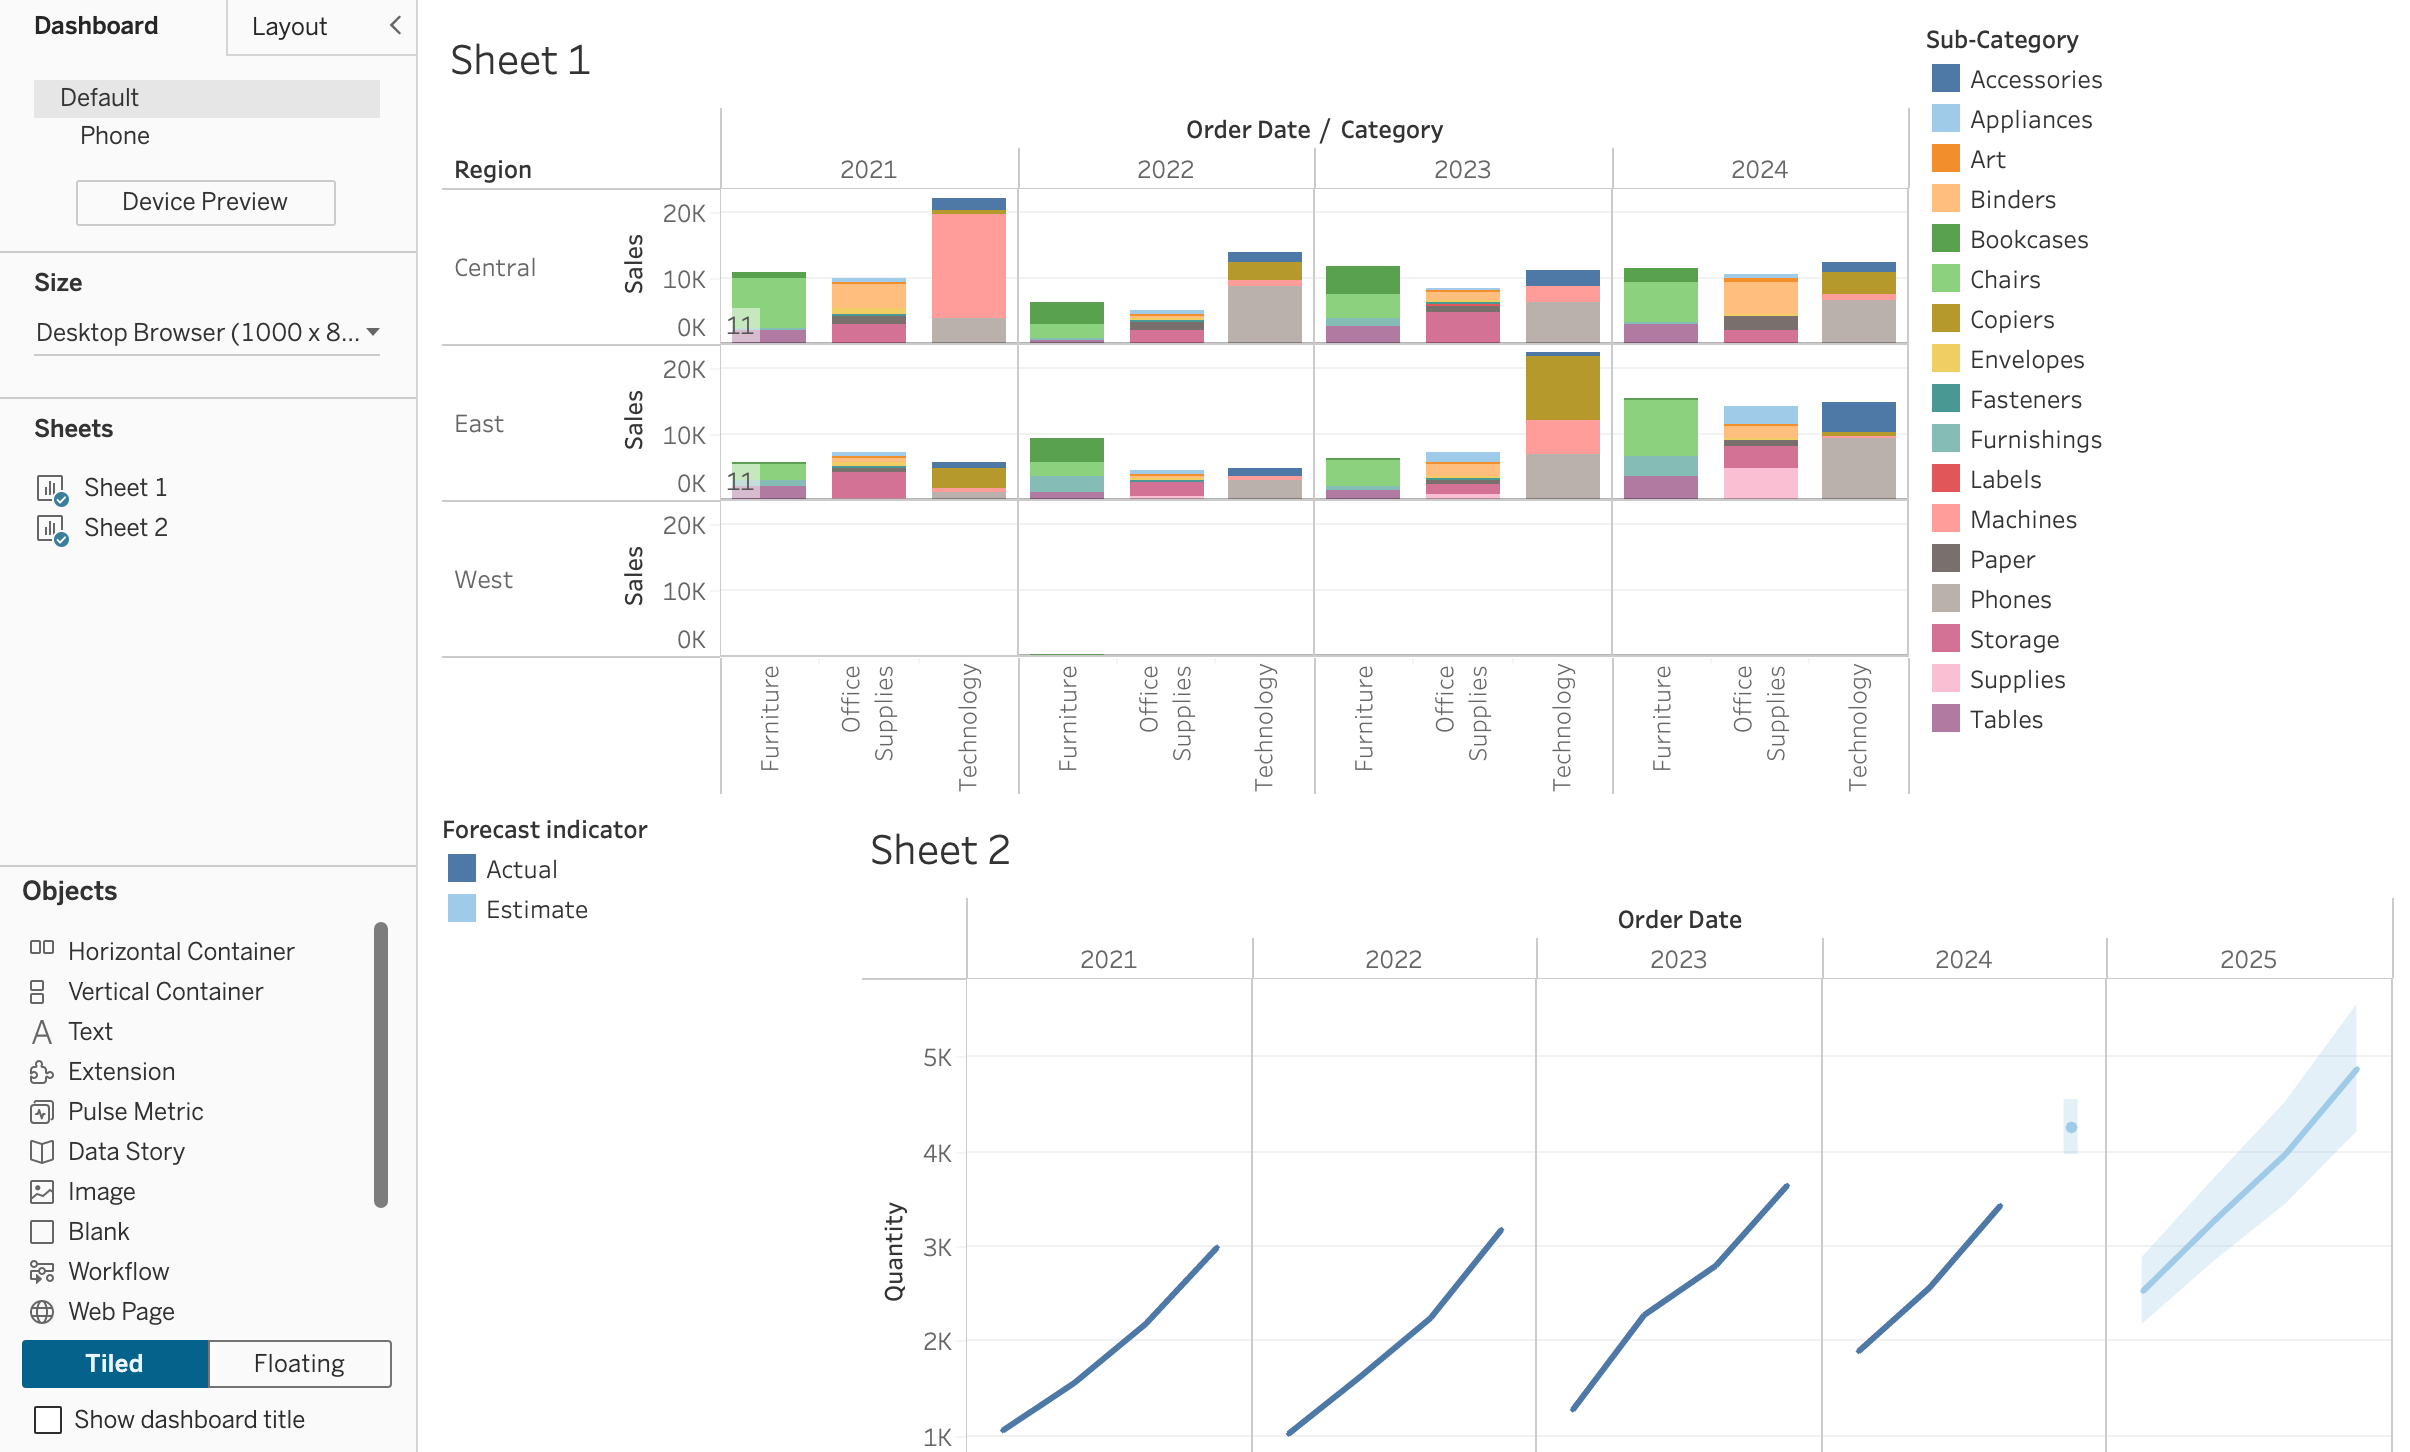 Dashboard
Layout
Default
Phone
Device Preview
Size
Desktop Browser (1000 x 8...
Sheets
Sheet 1
Sheet 2
Objects
Horizontal Container
Vertical Container
Text
Extension
Pulse Metric
Data Story
Image
Blank
Workflow
Web Page
Tiled
Floating
Show dashboard title
Sheet 1
Order Date / Category
Region
2021
2022
2023
2024
Central
Sales
20K
10K
0K
11
East
Sales
20K
10K
0K
11
West
Sales
20K
10K
0K
Furniture
Office
Supplies
Technology
Furniture
Office
Supplies
Technology
Furniture
Office
Supplies
Technology
Furniture
Office
Supplies
Technology
Sub-Category
Accessories
Appliances
Art
Binders
Bookcases
Chairs
Copiers
Envelopes
Fasteners
Furnishings
Labels
Machines
Paper
Phones
Storage
Supplies
Tables
Forecast indicator
Actual
Estimate
Sheet 2
Order Date
2021
2022
2023
2024
2025
Quantity
5K
4K
3K
2K
1K